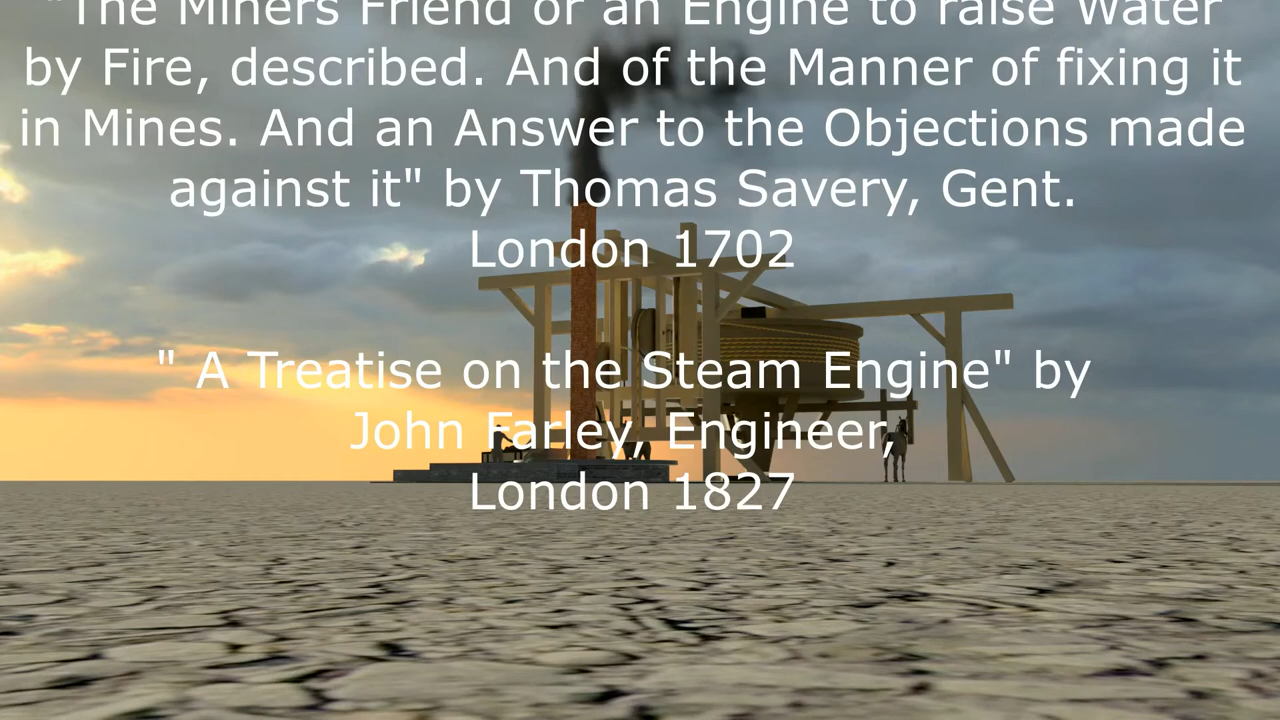 "The Miners Friend or an Engine to raise Water
by Fire, described. And of the Manner of fixing it
in Mines. And an Answer to the Objections made
against it" by Thomas Savery, Gent.
London 1702
" A Treatise on the Steam Engine" by
John Farley, Engineer,
London 1827